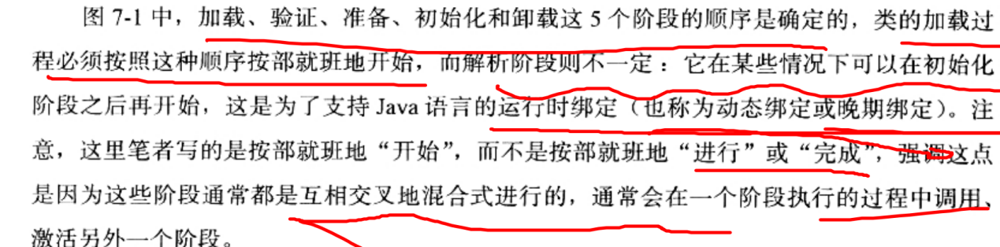 图 7-1 中，加载、验证、准备、初始化和卸载这 5 个阶段的顺序是确定的，类的加载过
程必须按照这种顺序按部就班地开始，而解析阶段则不一定：它在某些情况下可以在初始化
阶段之后再开始，这是为了支持 Java 语言的运行时绑定（也称为动态绑定或晚期绑定）。注
意，这里笔者写的是按部就班地“开始”，而不是按部就班地“进行”或“完成”，强调这点
是因为这些阶段通常都是互相交叉地混合式进行的，通常会在一个阶段执行的过程中调用、
激活另外一个阶段。